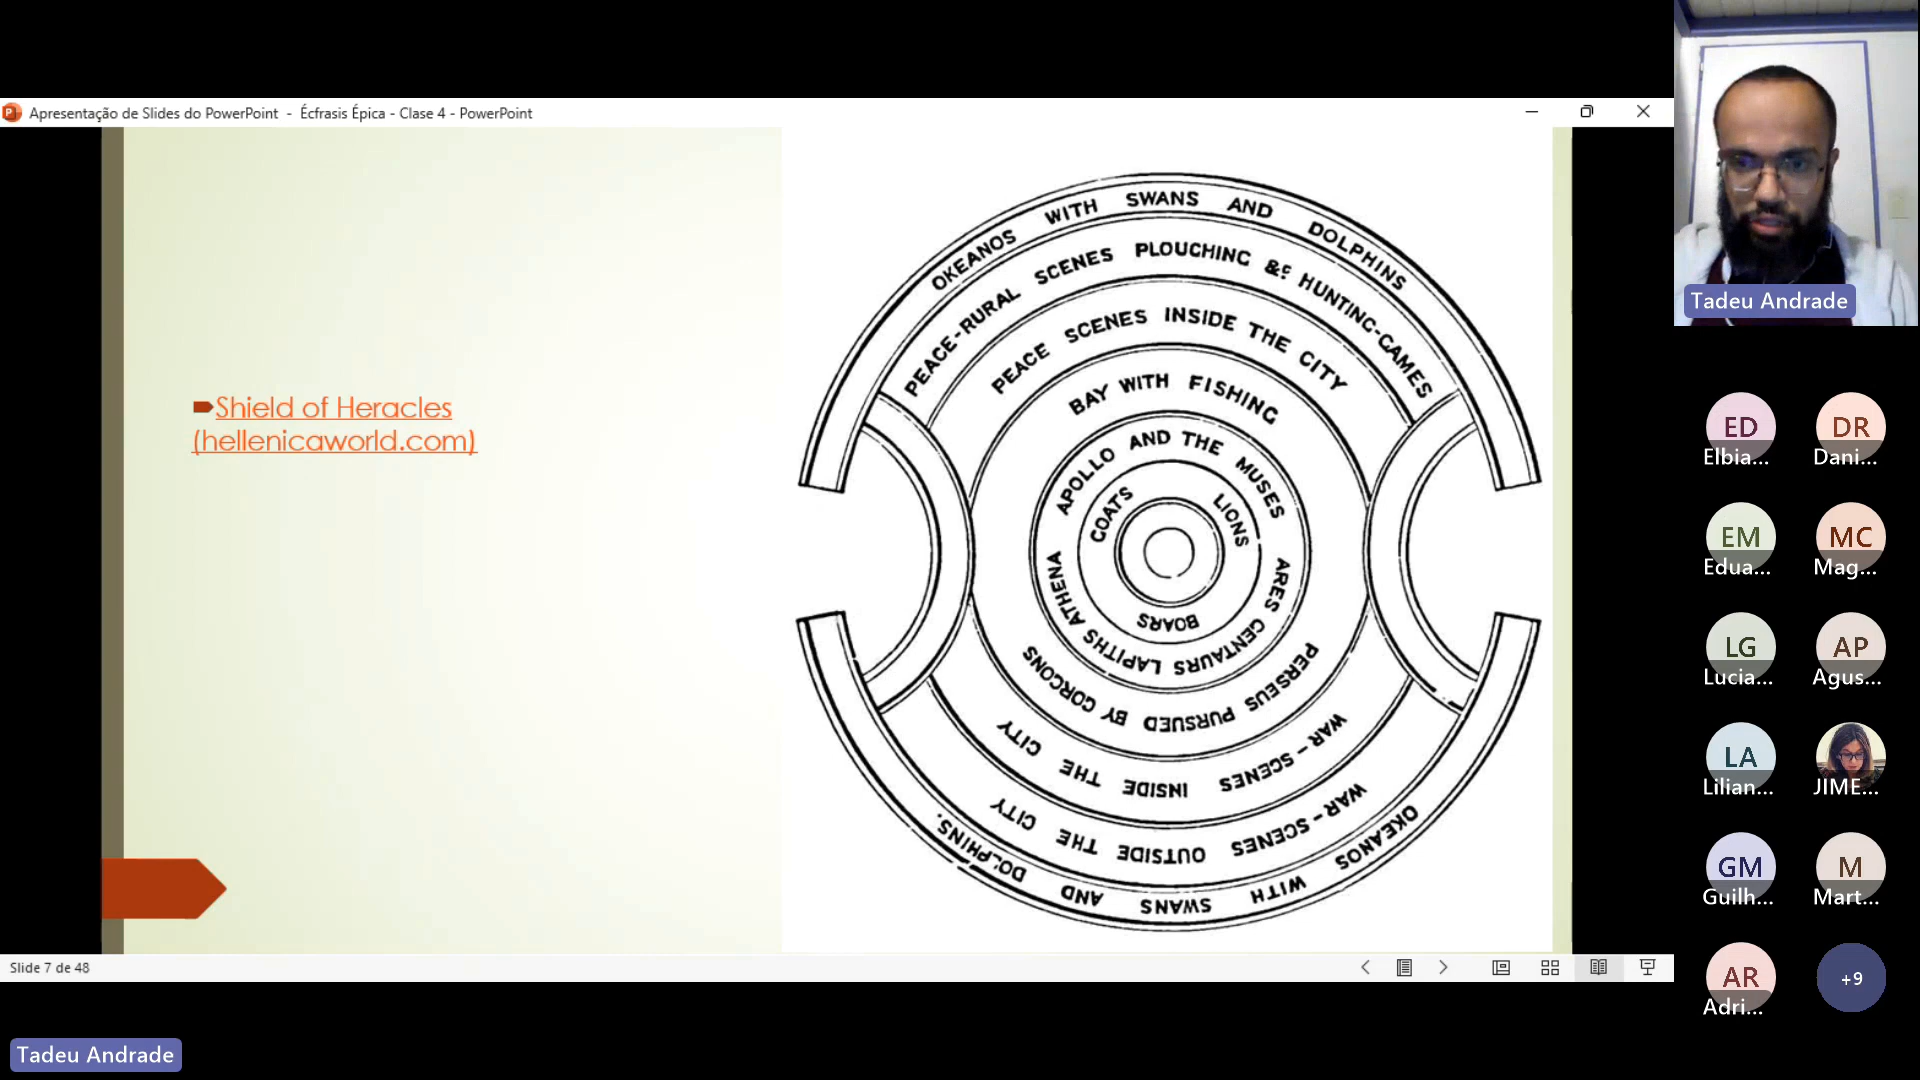 Apresentação de Slides do PowerPoint - Écfrasis Épica - Clase 4 - PowerPoint
Shield of Heracles
(hellenicaworld.com)
OKEANOS WITH SWANS AND DOLPHINS
PEACE-RURAL SCENES PLOUGHING &c HUNTING-GAMES
PEACE SCENES INSIDE THE CITY
BAY WITH FISHING
APOLLO AND THE MUSES
GOATS
LIONS
BOARS
ARES CENTAURS LAPITHS ATHENA
PERSEUS PURSUED BY GORGONS
WAR-SCENES INSIDE THE CITY
WAR-SCENES OUTSIDE THE CITY
OKEANOS WITH SWANS AND DOLPHINS.
Slide 7 de 48
Tadeu Andrade
Tadeu Andrade
ED
Elbia...
DR
Dani...
EM
Edua...
MC
Mag...
LG
Lucia...
AP
Agus...
LA
Lilian...
JIME...
GM
Guilh...
M
Mart...
AR
Adri...
+9